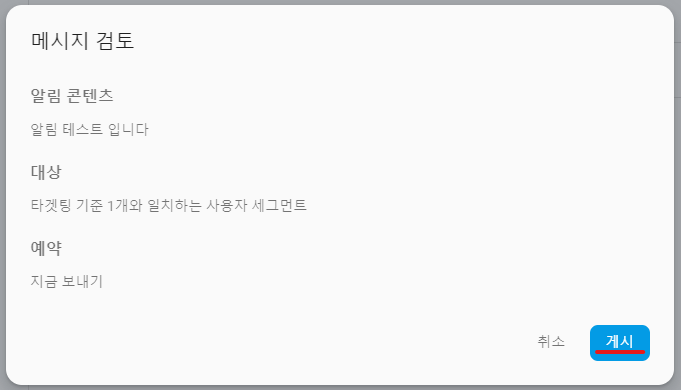 메시지 검토
알림 콘텐츠
알림 테스트 입니다
대상
타겟팅 기준 1개와 일치하는 사용자 세그먼트
예약
지금 보내기
취소 게시